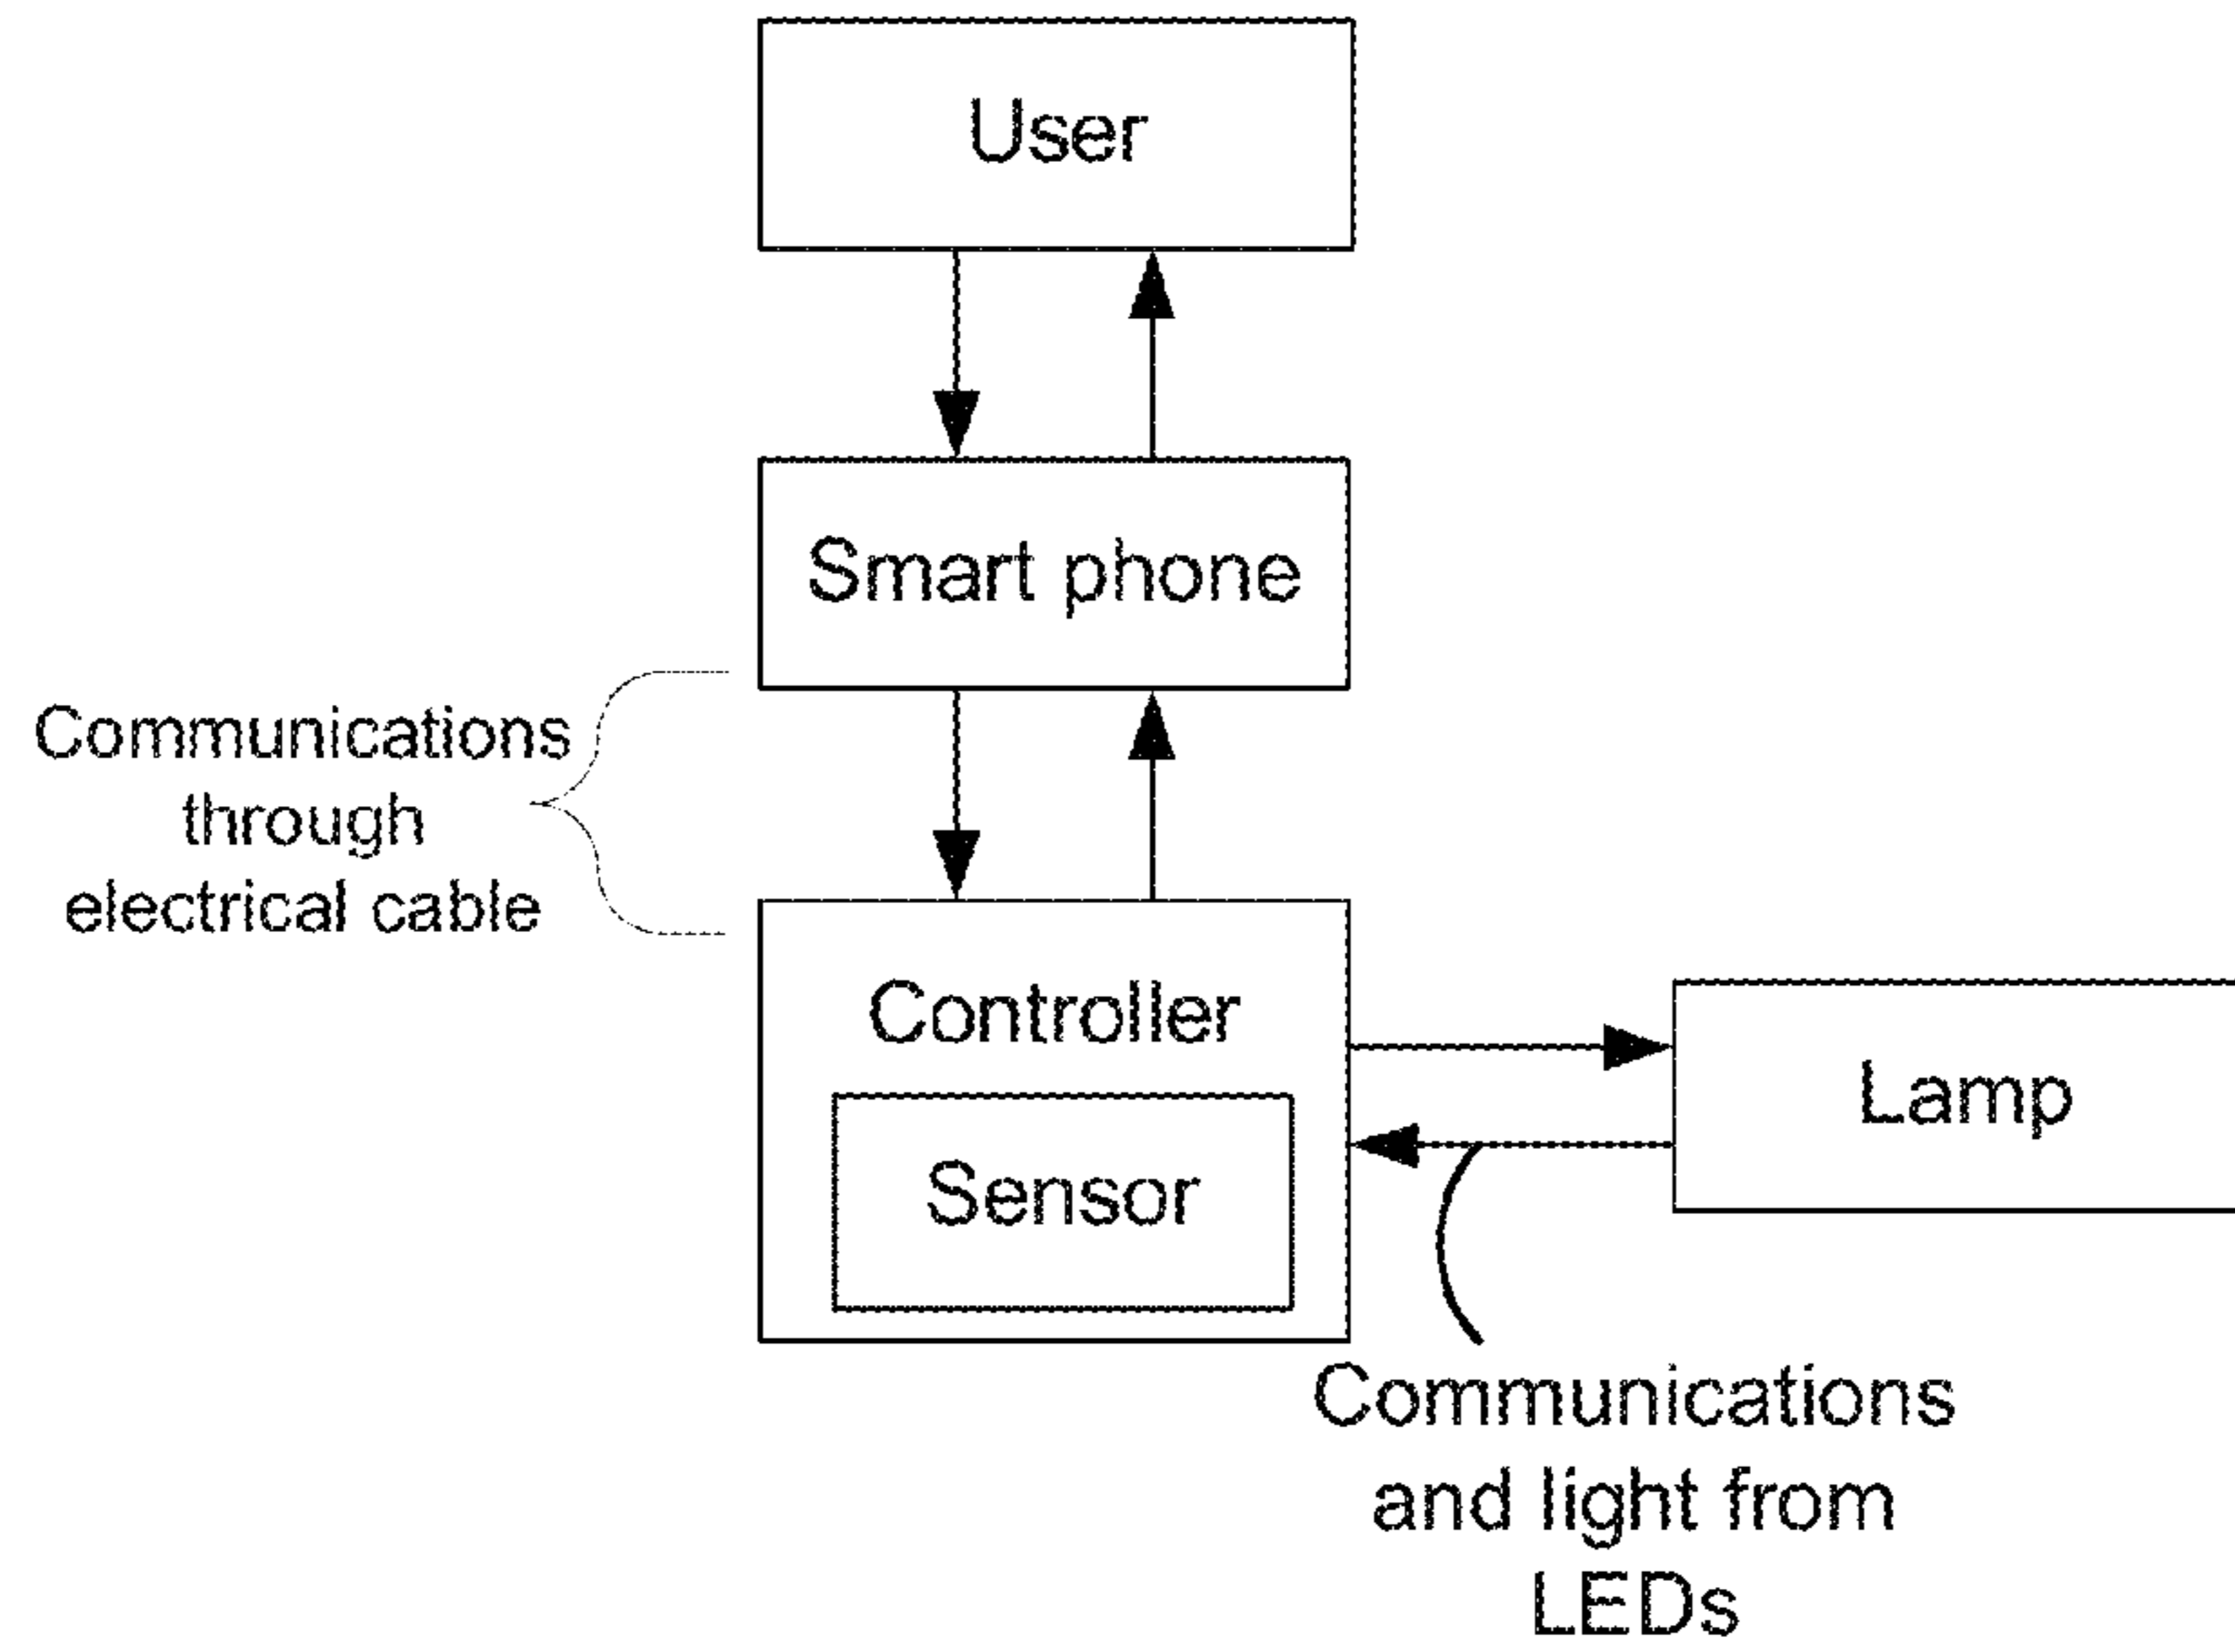 User
Smart phone
Communications
through
electrical cable
Controller
Sensor
Lamp
Communications
and light from
LEDs